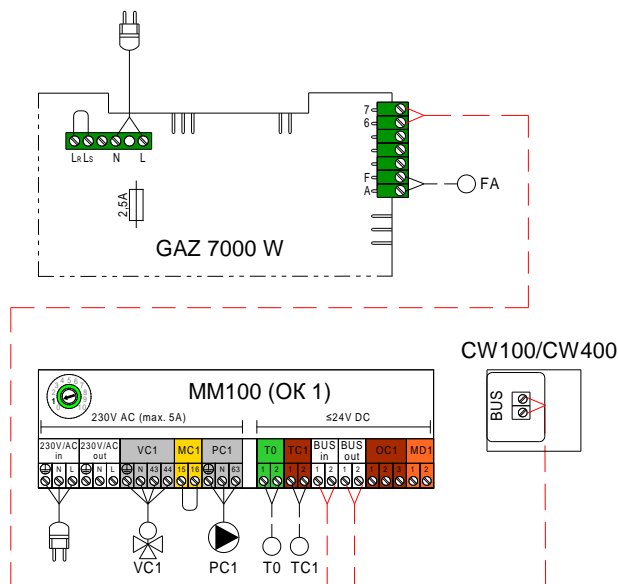 7
6
LR LS N L
F
A
FA
2,5A
GAZ 7000 W
CW100/CW400
BUS
MM100 (OK 1)
230V AC (max. 5A) ≤24V DC
230V/AC in 230V/AC out VC1 MC1 PC1 T0 TC1 BUS in BUS out OC1 MD1
N L N L N 43 44 15 16 N 63 1 2 1 2 1 2 1 2 1 2 3 1 2
VC1 PC1 T0 TC1